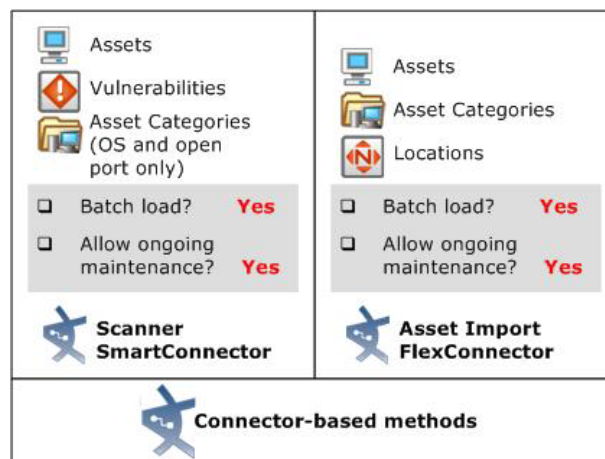 Assets
Vulnerabilities
Asset Categories
(OS and open
port only)
❑ Batch load? Yes
❑ Allow ongoing
maintenance? Yes
Scanner
SmartConnector
Assets
Asset Categories
N
Locations
❑ Batch load? Yes
❑ Allow ongoing
maintenance? Yes
Asset Import
FlexConnector
Connector-based methods